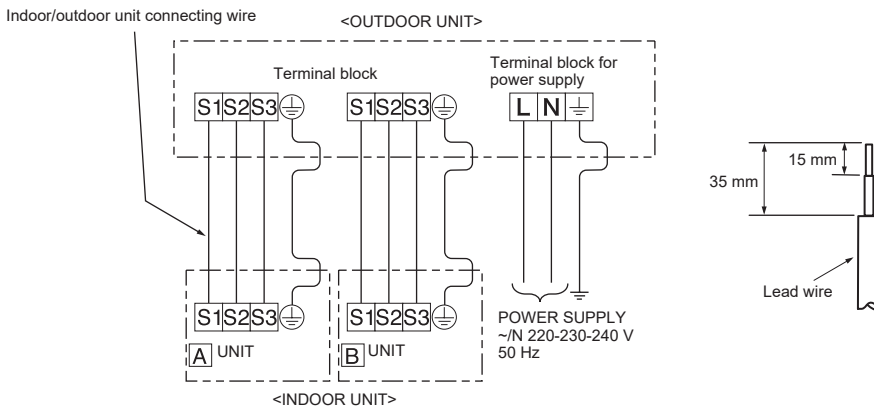 Indoor/outdoor unit connecting wire
<OUTDOOR UNIT>
Terminal block
Terminal block for
power supply
S1 S2 S3
S1 S2 S3
L N
15 mm
35 mm
Lead wire
S1 S2 S3
S1 S2 S3
POWER SUPPLY
~/N 220-230-240 V
50 Hz
A UNIT
B UNIT
<INDOOR UNIT>